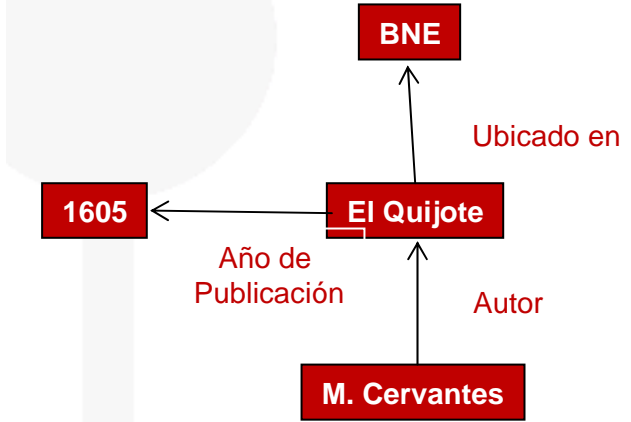 BNE
Ubicado en
1605
El Quijote
Año de
Publicación
Autor
M. Cervantes